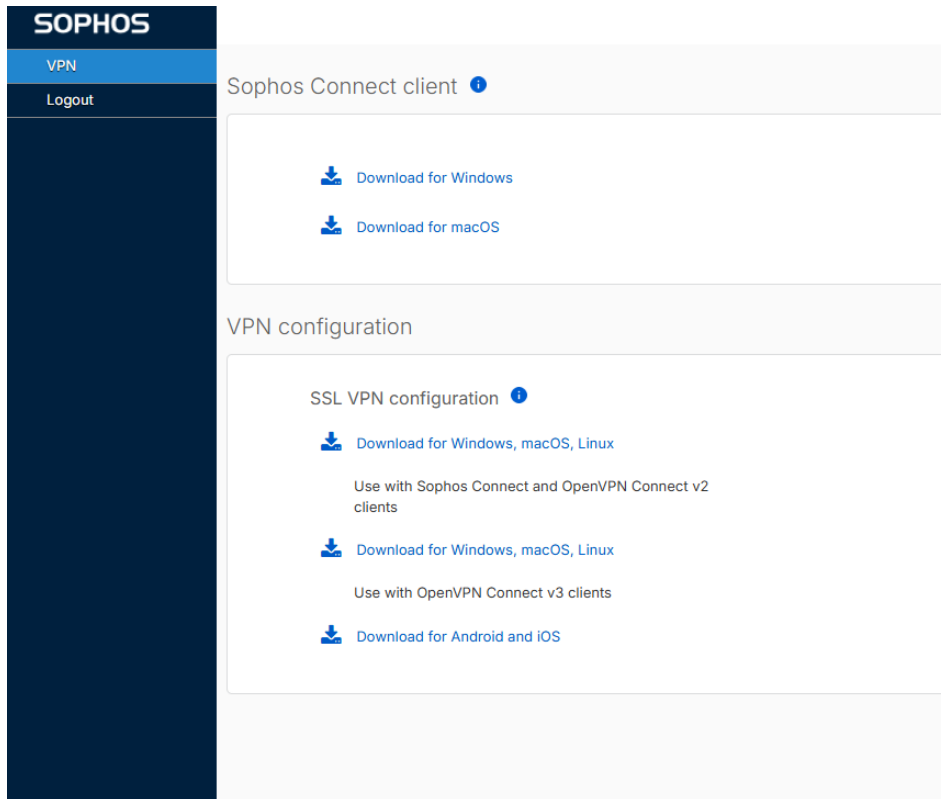 SOPHOS
VPN
Logout
Sophos Connect client
Download for Windows
Download for macOS
VPN configuration
SSL VPN configuration
Download for Windows, macOS, Linux
Use with Sophos Connect and OpenVPN Connect v2
clients
Download for Windows, macOS, Linux
Use with OpenVPN Connect v3 clients
Download for Android and iOS